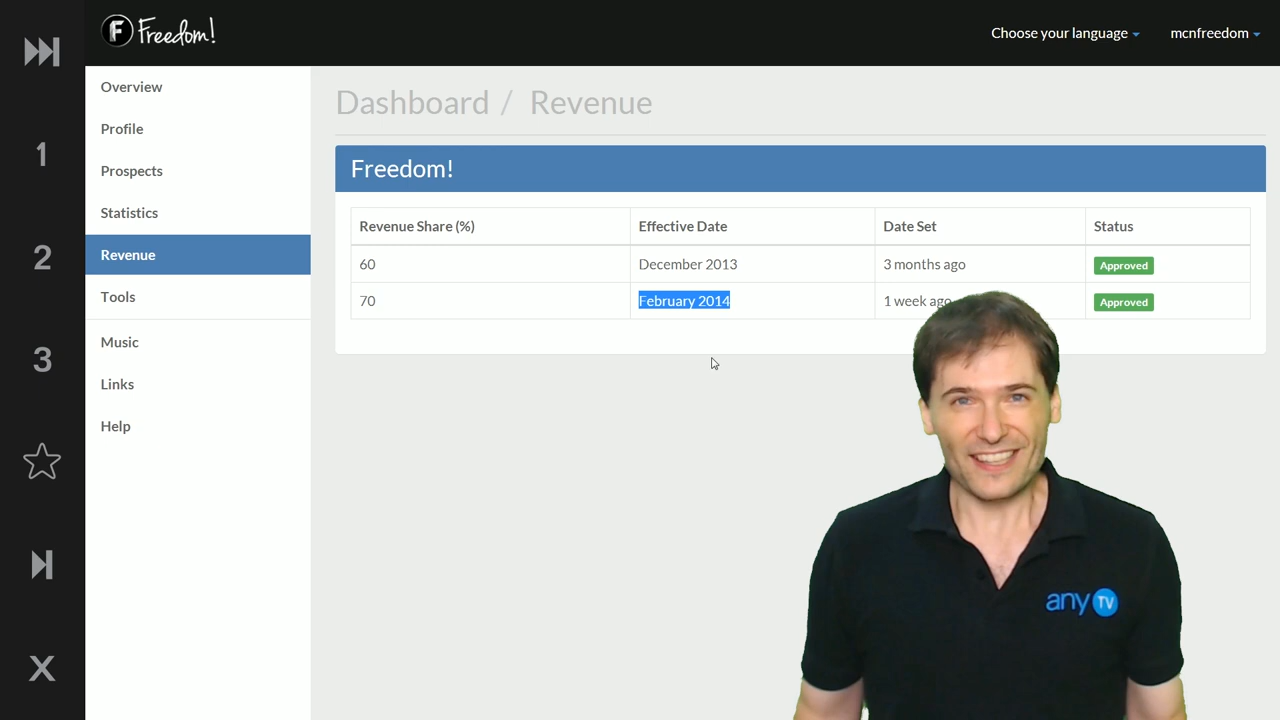 Freedom!
Choose your language
mcnfreedom
1
2
3
X
Overview
Profile
Prospects
Statistics
Revenue
Tools
Music
Links
Help
Dashboard / Revenue
Freedom!
Revenue Share (%) Effective Date Date Set Status
60 December 2013 3 months ago Approved
70 February 2014 1 week ago Approved
any TV